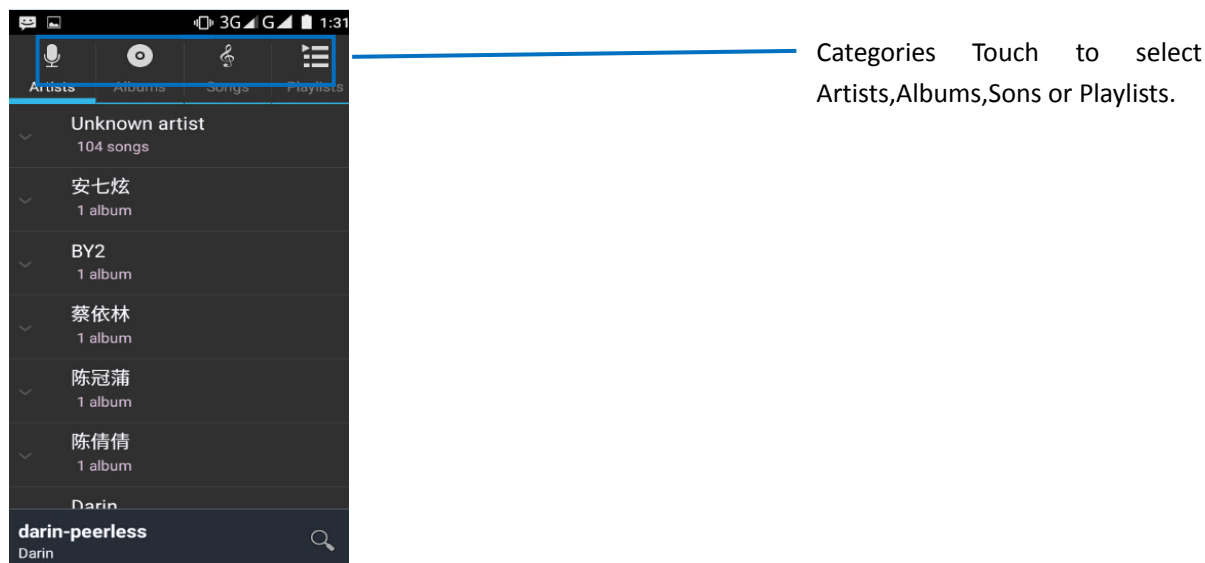 3G G 1:31
Artists Albums Songs Playlists
Unknown artist
104 songs
安七炫
1 album
BY2
1 album
蔡依林
1 album
陈冠蒲
1 album
陈倩倩
1 album
Darin
darin-peerless
Darin
Categories Touch to select
Artists,Albums,Sons or Playlists.